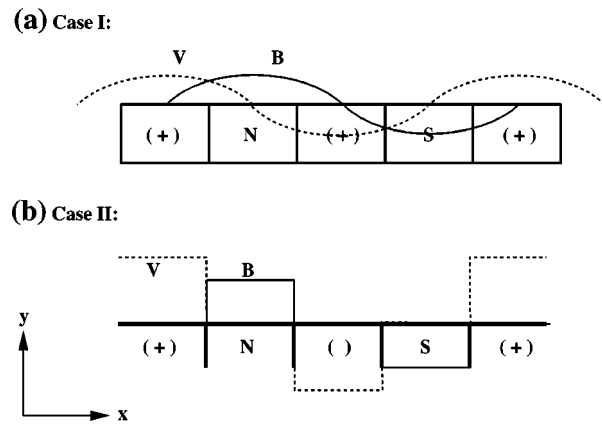 (a) Case I:
V B
(+) N (+) S (+)
(b) Case II:
V B
(+) N ( ) S (+)
y
x